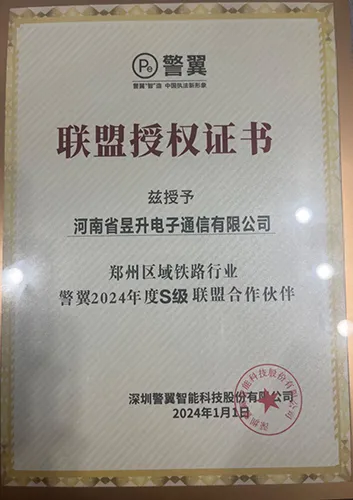 Pe 警翼
警翼"智"造 中国执法新形象
联盟授权证书
兹授予
河南省昱升电子通信有限公司
郑州区域铁路行业
警翼2024年度S级 联盟合作伙伴
深圳警翼智能科技股份有限公司
2024年1月1日